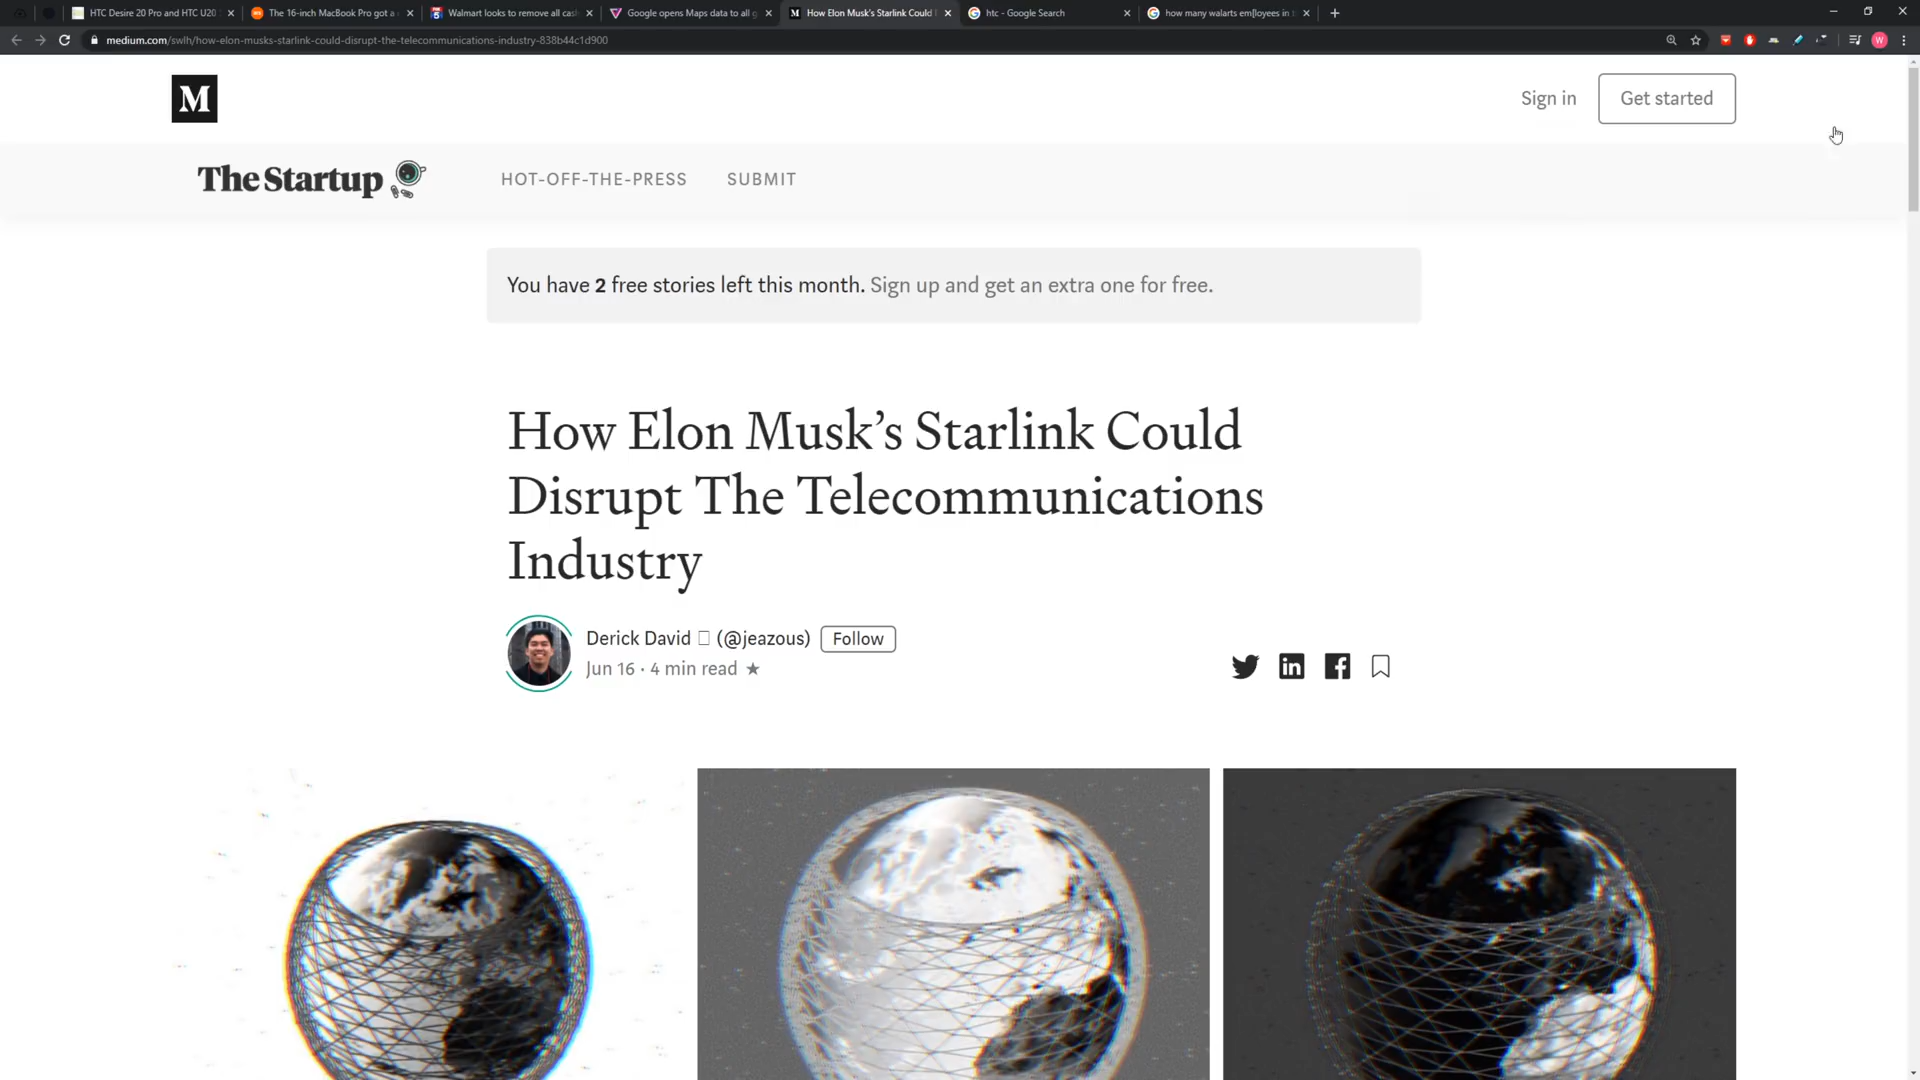 HTC Desire 20 Pro and HTC U20
The 16-inch MacBook Pro got a
Walmart looks to remove all cas
Google opens Maps data to all g
How Elon Musk's Starlink Could
htc - Google Search
how many walarts em[loyees in t
medium.com/swlh/how-elon-musks-starlink-could-disrupt-the-telecommunications-industry-838b44c1d900
W
M
Sign in
Get started
The Startup
HOT-OFF-THE-PRESS
SUBMIT
You have 2 free stories left this month. Sign up and get an extra one for free.
How Elon Musk’s Starlink Could
Disrupt The Telecommunications
Industry
Derick David (@jeazous)
Follow
Jun 16 · 4 min read